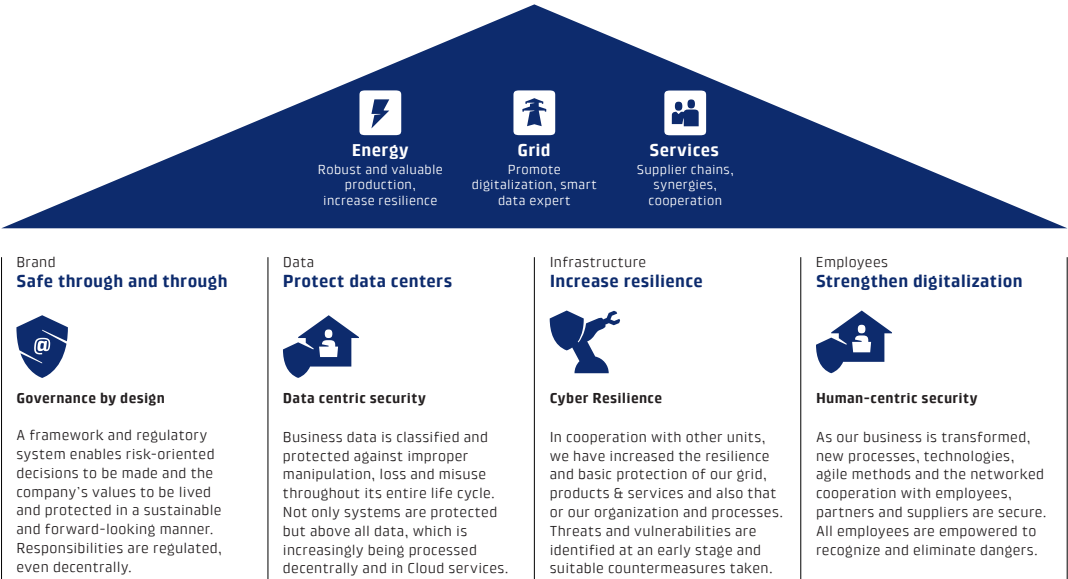 Energy
Robust and valuable
production,
increase resilience
Grid
Promote
digitalization, smart
data expert
Services
Supplier chains,
synergies,
cooperation
Brand
Safe through and through
@
Governance by design
A framework and regulatory
system enables risk-oriented
decisions to be made and the
company's values to be lived
and protected in a sustainable
and forward-looking manner.
Responsibilities are regulated,
even decentrally.
Data
Protect data centers
Data centric security
Business data is classified and
protected against improper
manipulation, loss and misuse
throughout its entire life cycle.
Not only systems are protected
but above all data, which is
increasingly being processed
decentrally and in Cloud services.
Infrastructure
Increase resilience
Cyber Resilience
In cooperation with other units,
we have increased the resilience
and basic protection of our grid,
products & services and also that
or our organization and processes.
Threats and vulnerabilities are
identified at an early stage and
suitable countermeasures taken.
Employees
Strengthen digitalization
Human-centric security
As our business is transformed,
new processes, technologies,
agile methods and the networked
cooperation with employees,
partners and suppliers are secure.
All employees are empowered to
recognize and eliminate dangers.